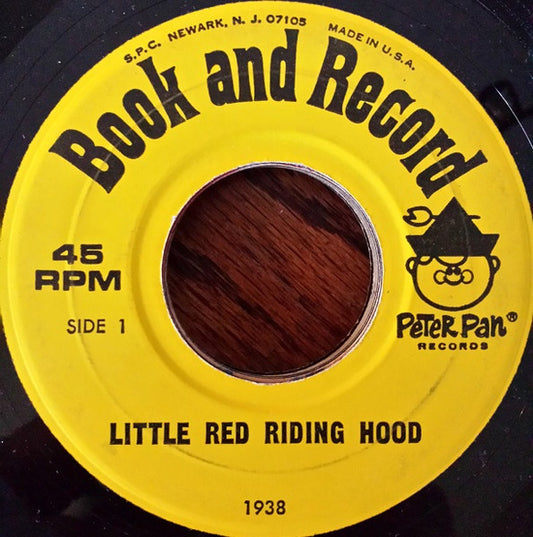 S.P.C. NEWARK, N. J. 07105 MADE IN U.S.A.
Book and Record
45
RPM
SIDE 1
PeTeR Pan®
RECORDS
LITTLE RED RIDING HOOD
1938